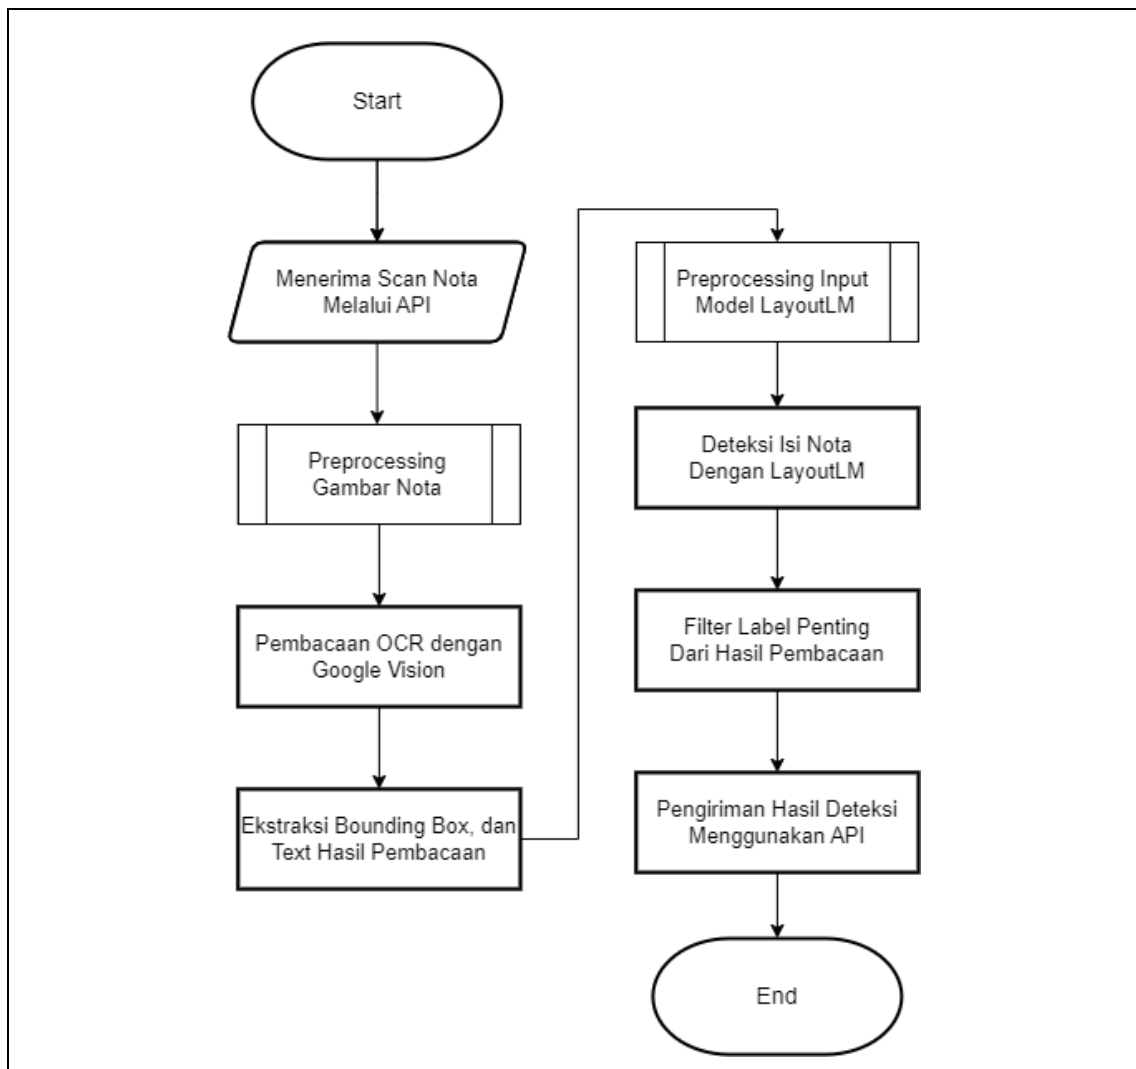 Start
Menerima Scan Nota
Melalui API
Preprocessing
Gambar Nota
Pembacaan OCR dengan
Google Vision
Ekstraksi Bounding Box, dan
Text Hasil Pembacaan
Preprocessing Input
Model LayoutLM
Deteksi Isi Nota
Dengan LayoutLM
Filter Label Penting
Dari Hasil Pembacaan
Pengiriman Hasil Deteksi
Menggunakan API
End